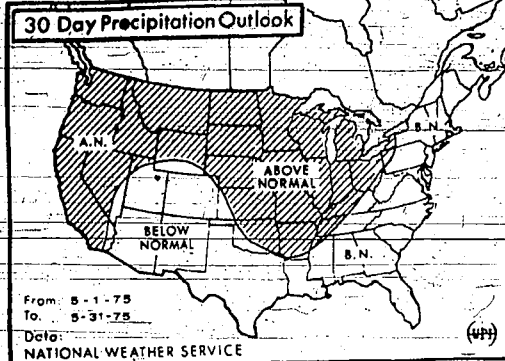 30 Day Precipitation Outlook
B.N.
A.N.
ABOVE
NORMAL
BELOW
NORMAL
B.N.
From: 5-1-75
To: 5-31-75
Data:
NATIONAL WEATHER SERVICE
UPI